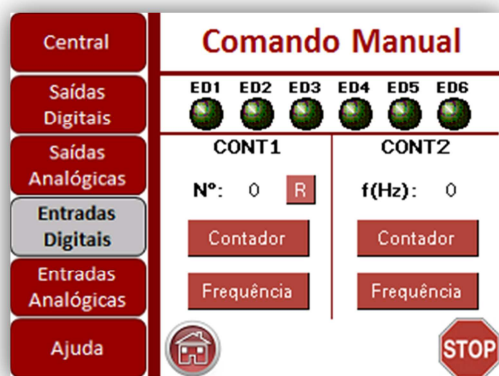 Central
Saídas
Digitais
Saídas
Analógicas
Entradas
Digitais
Entradas
Analógicas
Ajuda
Comando Manual
ED1 ED2 ED3 ED4 ED5 ED6
CONT1
Nº: 0 R
Contador
Frequência
CONT2
f(Hz): 0
Contador
Frequência
STOP